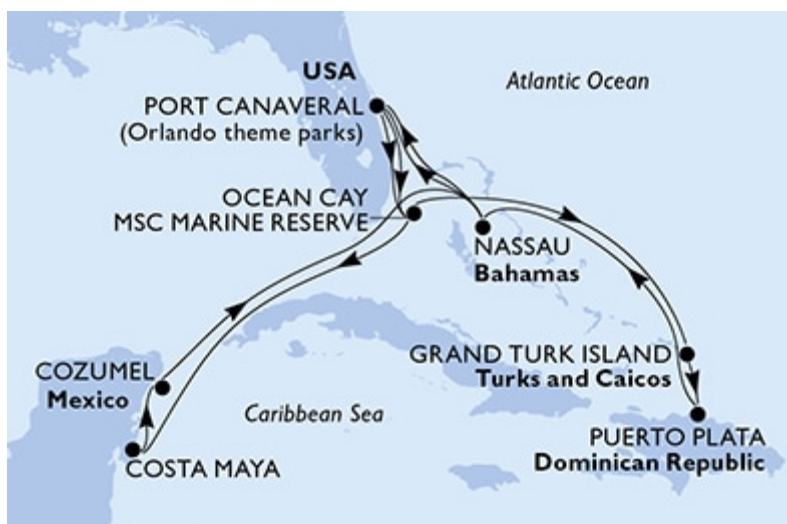 USA
Atlantic Ocean
PORT CANAVERAL
(Orlando theme parks)
OCEAN CAY
MSC MARINE RESERVE
NASSAU
Bahamas
GRAND TURK ISLAND
Turks and Caicos
COZUMEL
Mexico
Caribbean Sea
PUERTO PLATA
Dominican Republic
COSTA MAYA